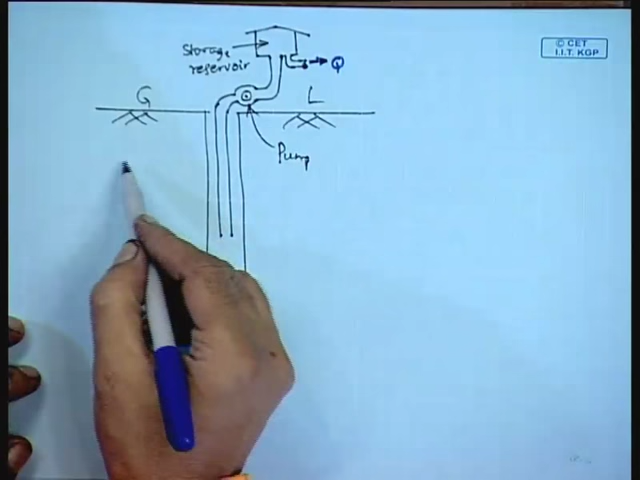 Storage
reservoir
Q
G L
Pump
© CET
I.I.T. KGP